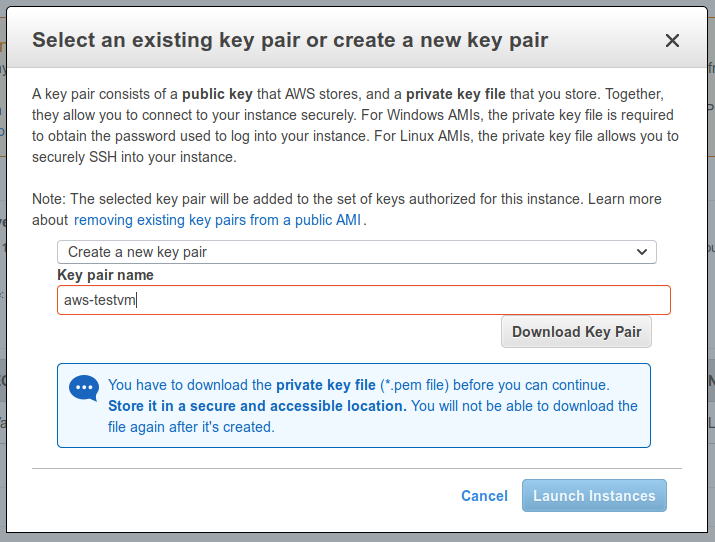 Select an existing key pair or create a new key pair
A key pair consists of a public key that AWS stores, and a private key file that you store. Together,
they allow you to connect to your instance securely. For Windows AMIs, the private key file is required
to obtain the password used to log into your instance. For Linux AMIs, the private key file allows you to
securely SSH into your instance.
Note: The selected key pair will be added to the set of keys authorized for this instance. Learn more
about removing existing key pairs from a public AMI.
Create a new key pair
Key pair name
aws-testvm
Download Key Pair
You have to download the private key file (*.pem file) before you can continue.
Store it in a secure and accessible location. You will not be able to download the
file again after it's created.
Cancel
Launch Instances